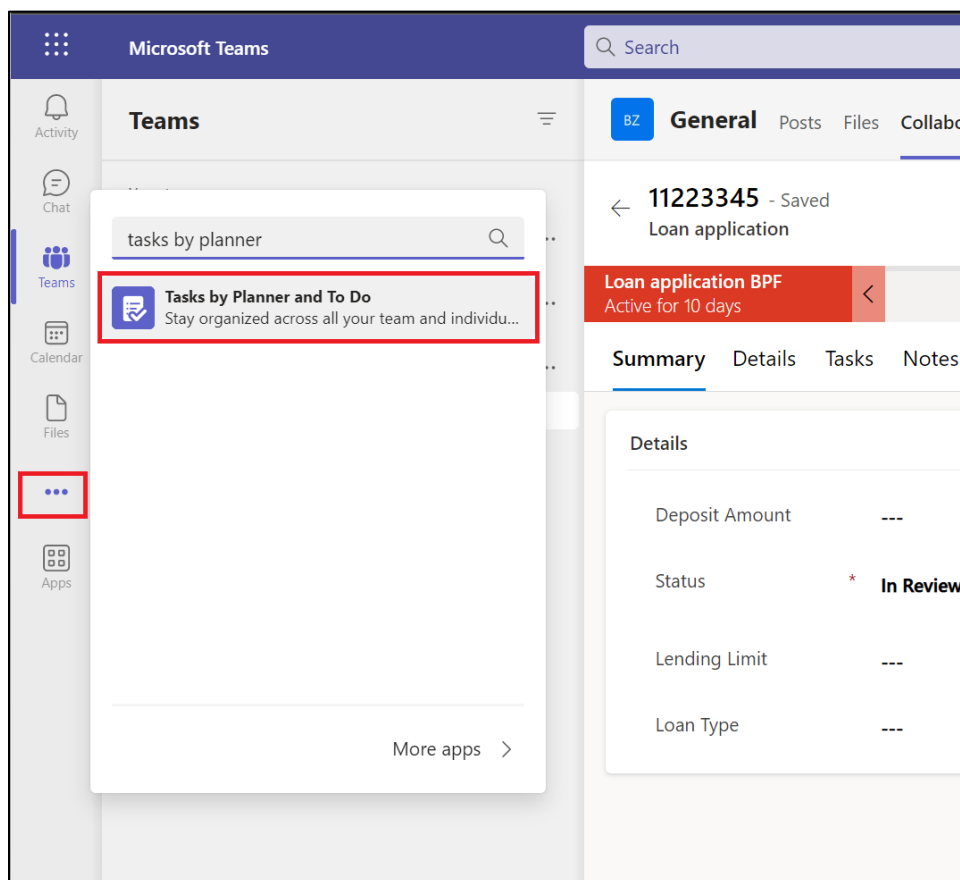 Microsoft Teams
Search
Activity
Chat
Teams
Calendar
Files
•••
Apps
Teams
tasks by planner
Tasks by Planner and To Do
Stay organized across all your team and individu...
More apps
BZ General Posts Files Collabo
11223345 - Saved
Loan application
Loan application BPF
Active for 10 days
Summary Details Tasks Notes
Details
Deposit Amount ---
Status * In Review
Lending Limit ---
Loan Type ---